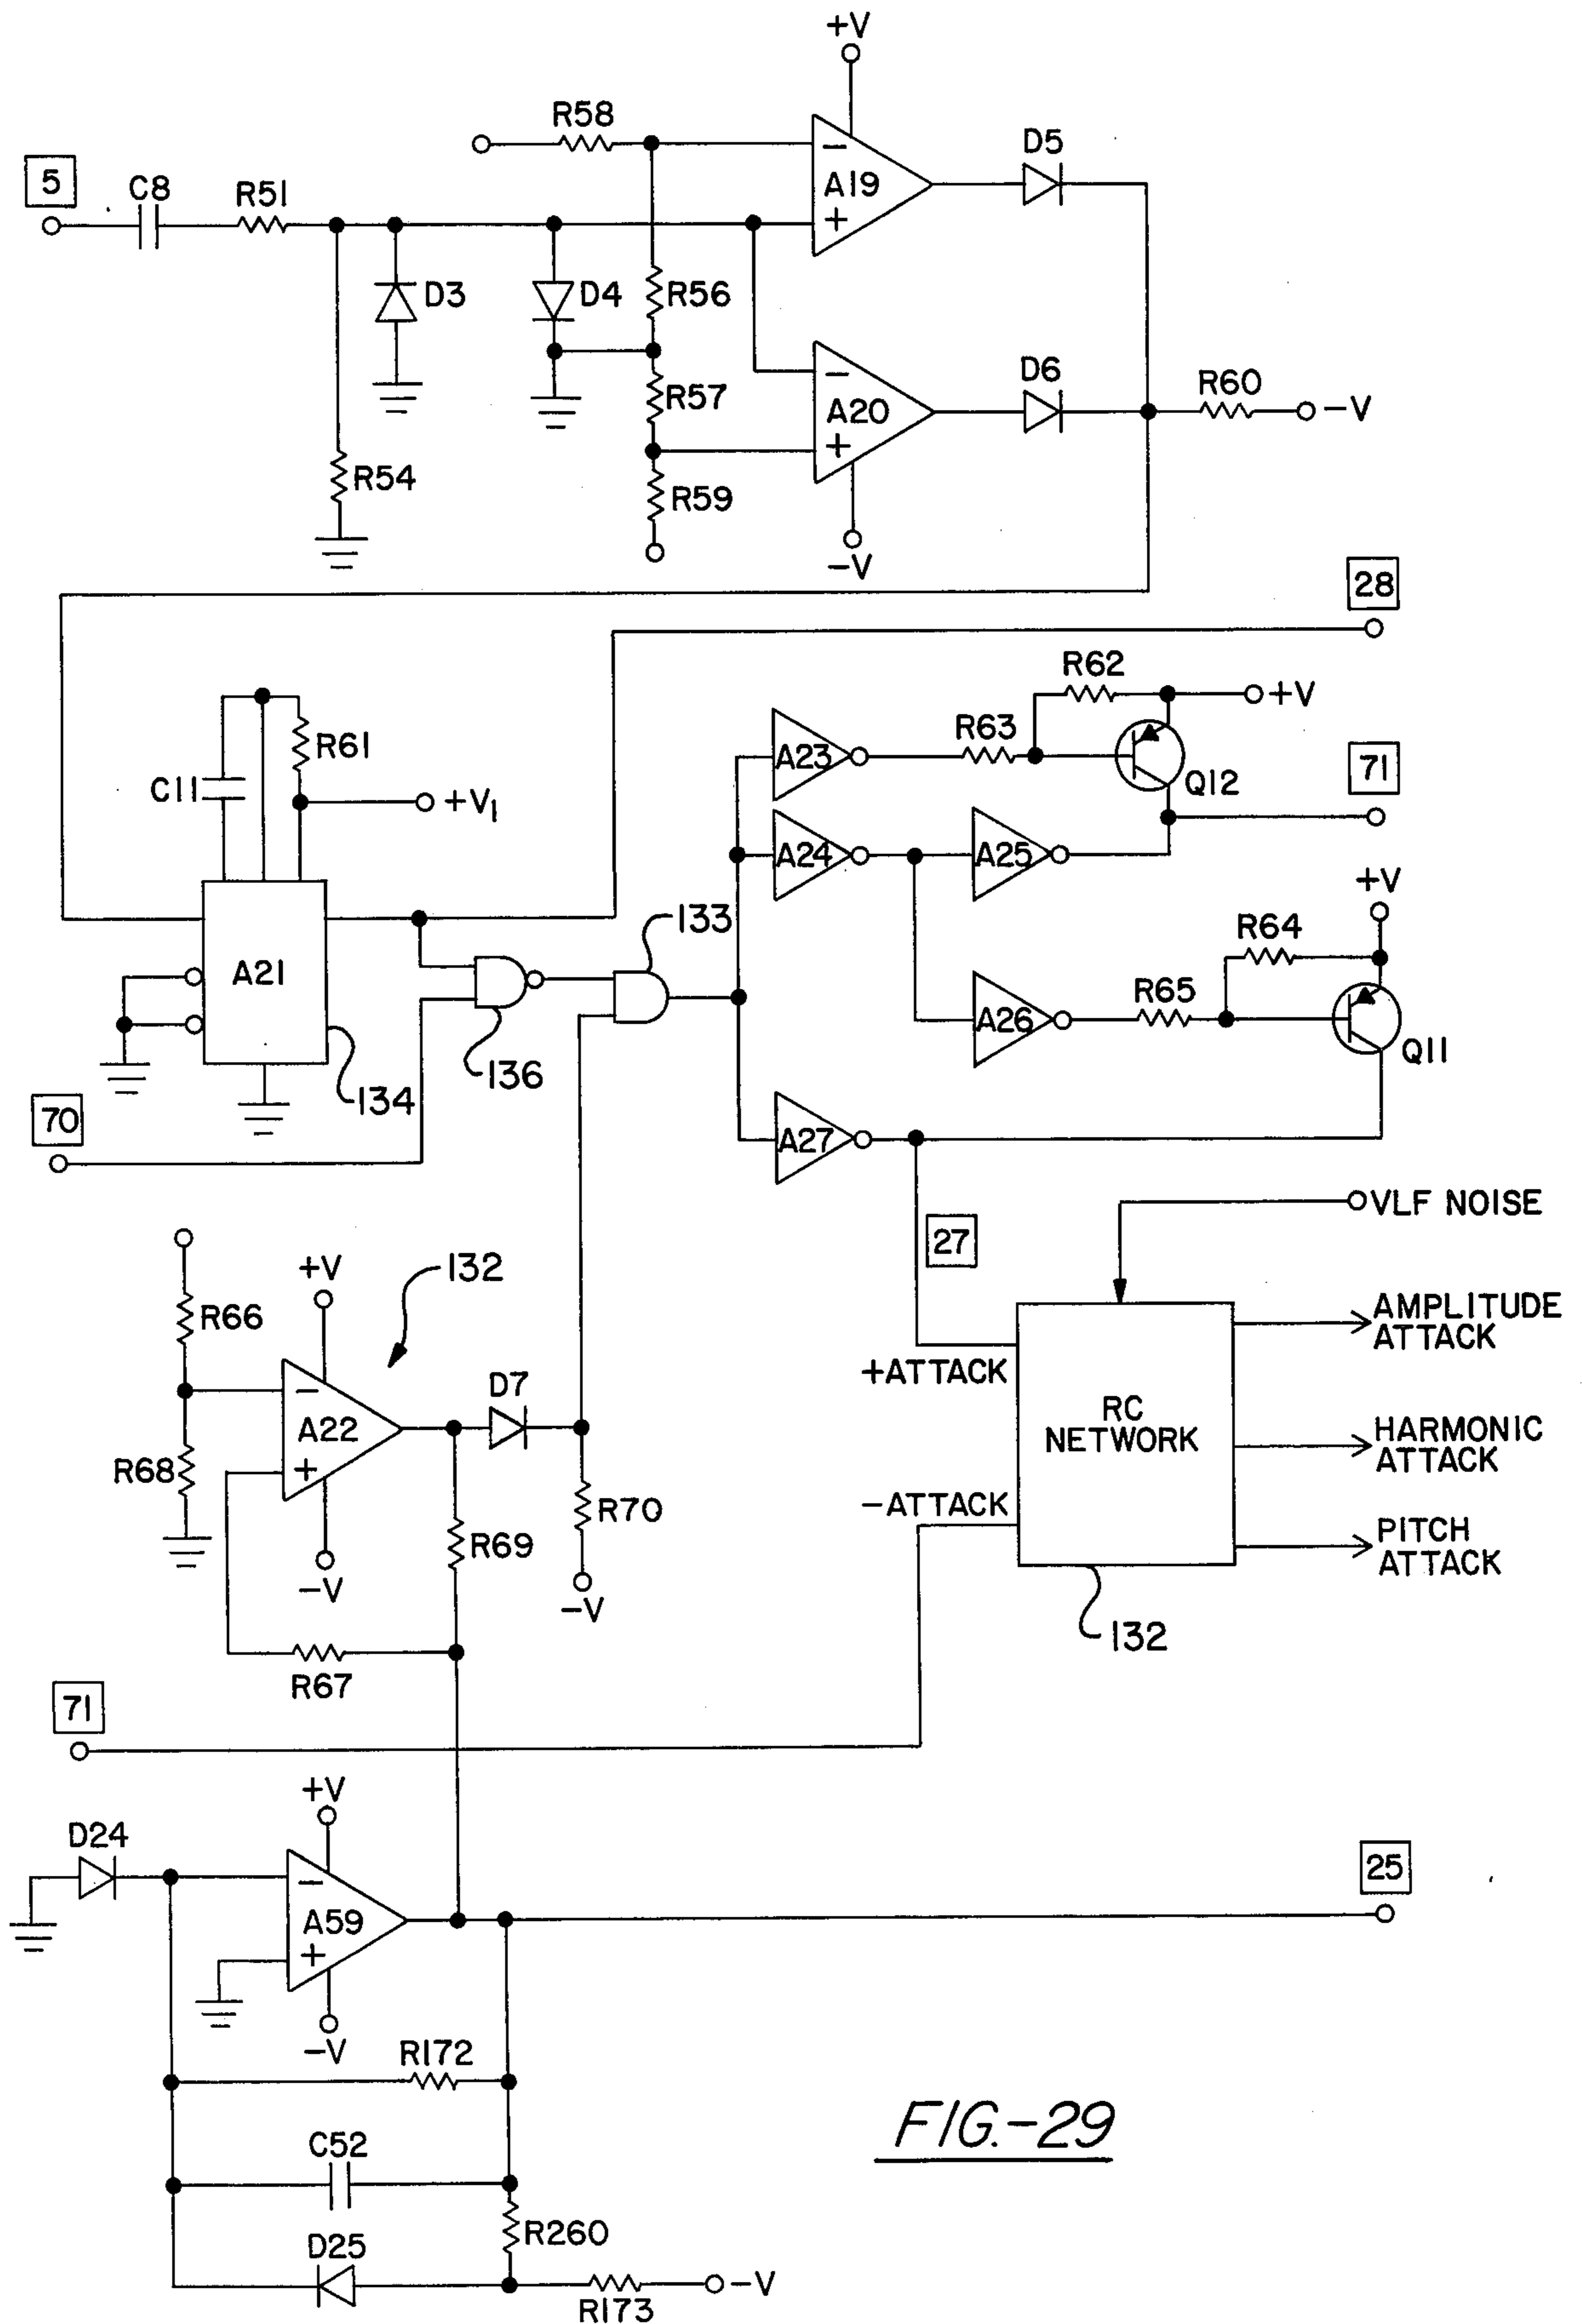 +V
R58
5
C8
R51
D5
A19
−
+
D3
D4
R56
D6
R60
R57
A20
−
+
−V
R54
R59
−V
28
R62
+V
R63
A23
R61
Q12
71
C11
+V1
A24
A25
+V
133
R64
A21
A26
R65
136
Q11
134
70
A27
VLF NOISE
27
132
+V
AMPLITUDE
ATTACK
R66
+ATTACK
D7
RC
NETWORK
HARMONIC
ATTACK
−
A22
+
R68
−ATTACK
R70
PITCH
ATTACK
R69
−V
−V
132
R67
71
+V
D24
25
−
A59
+
−V
R172
FIG.-29
C52
R260
D25
−V
R173